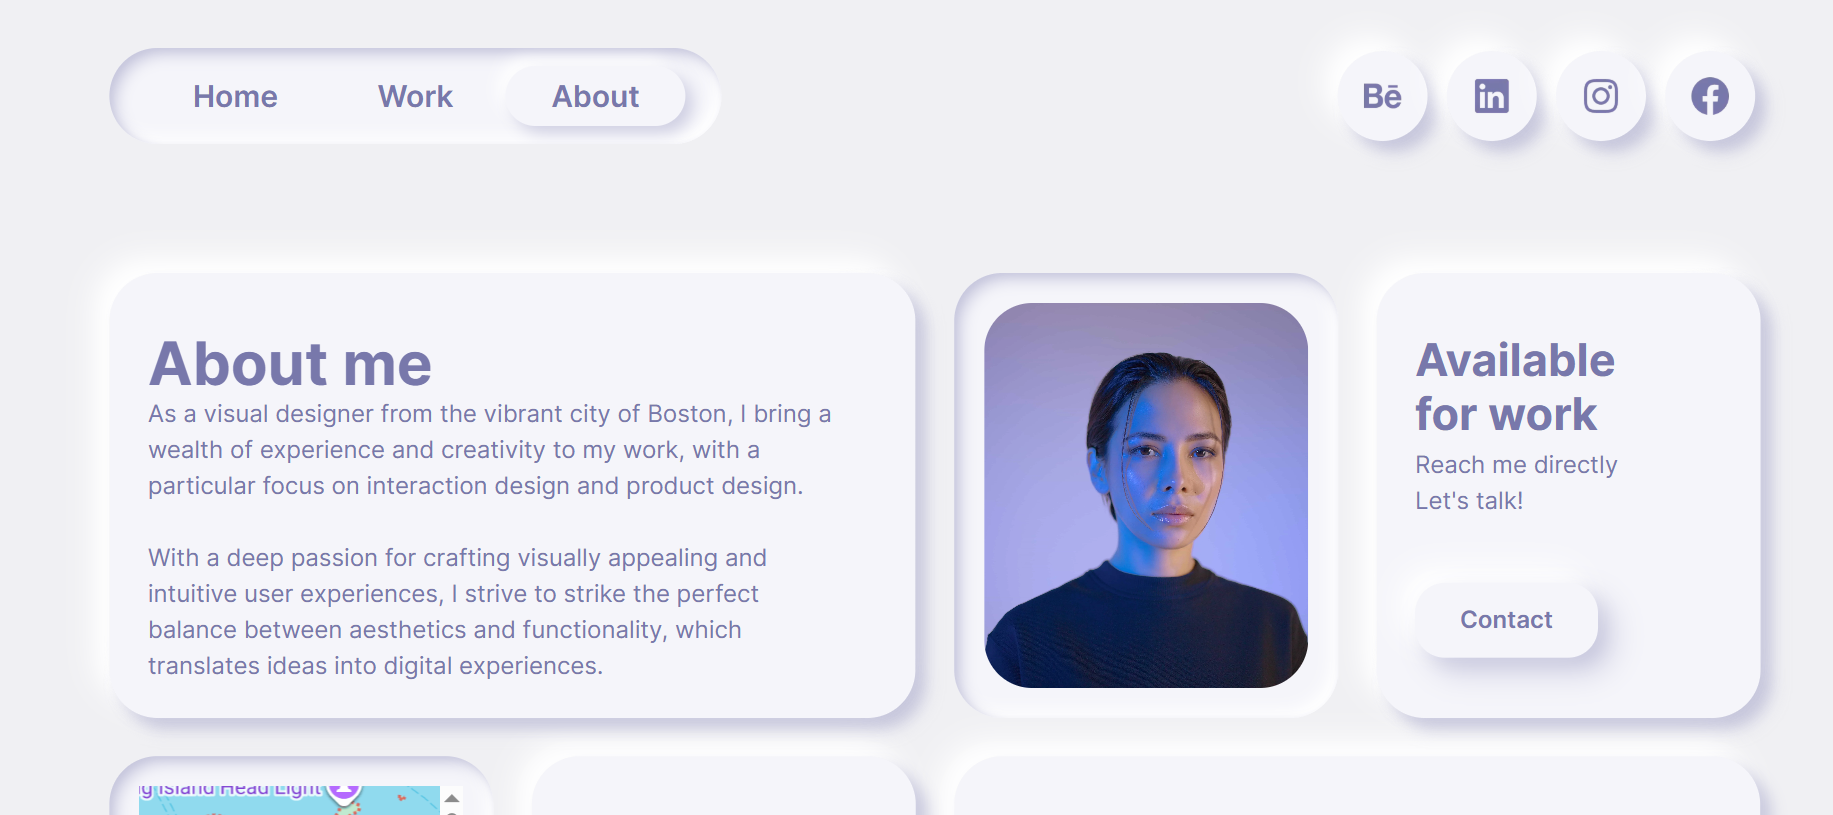 Home
Work
About
Bē
in
About me
As a visual designer from the vibrant city of Boston, I bring a
wealth of experience and creativity to my work, with a
particular focus on interaction design and product design.
With a deep passion for crafting visually appealing and
intuitive user experiences, I strive to strike the perfect
balance between aesthetics and functionality, which
translates ideas into digital experiences.
Available
for work
Reach me directly
Let's talk!
Contact
Island Head Light